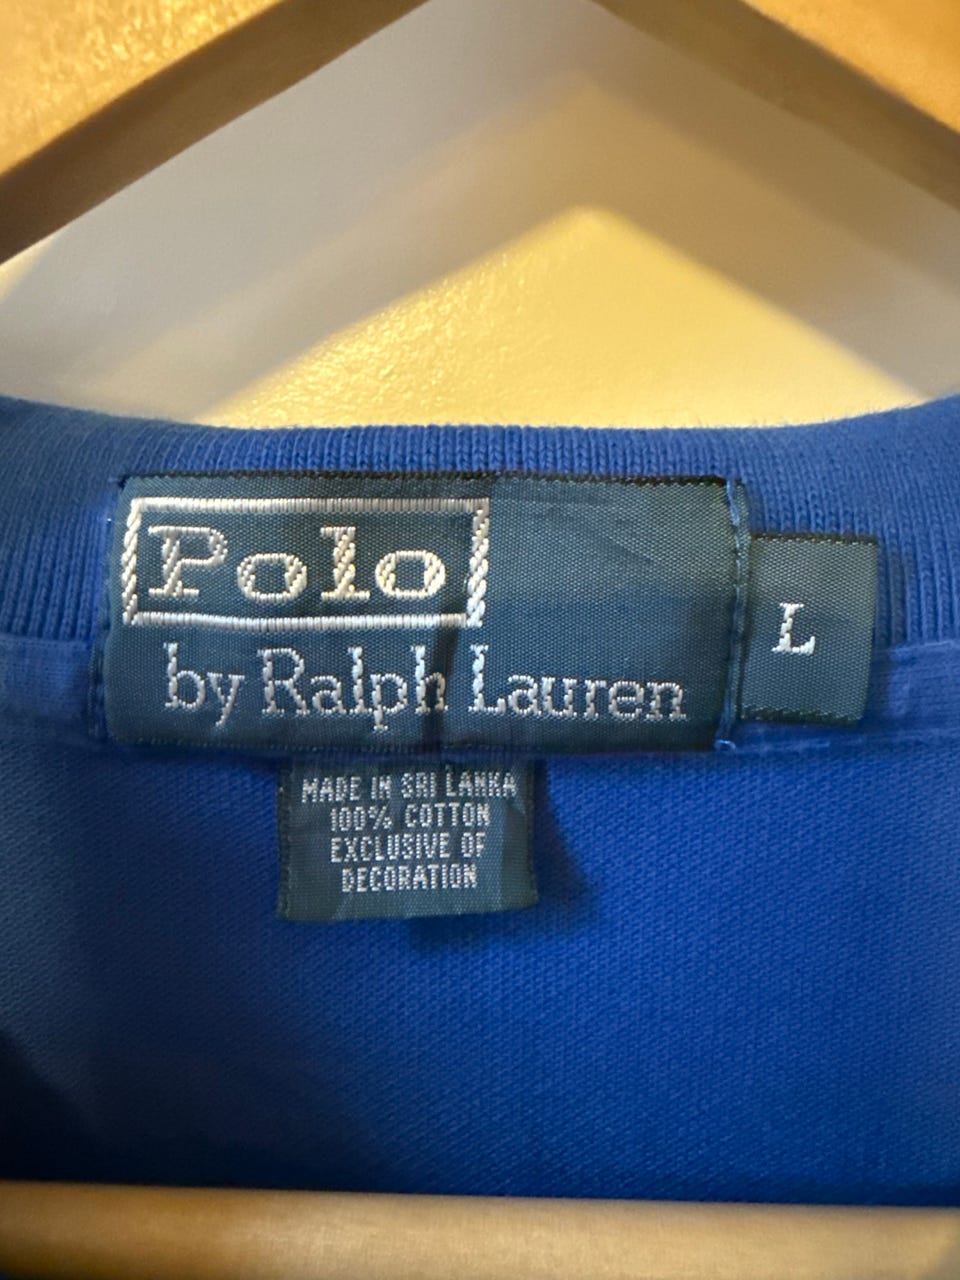 Polo
by Ralph Lauren
L
MADE IN SRI LANKA
100% COTTON
EXCLUSIVE OF
DECORATION